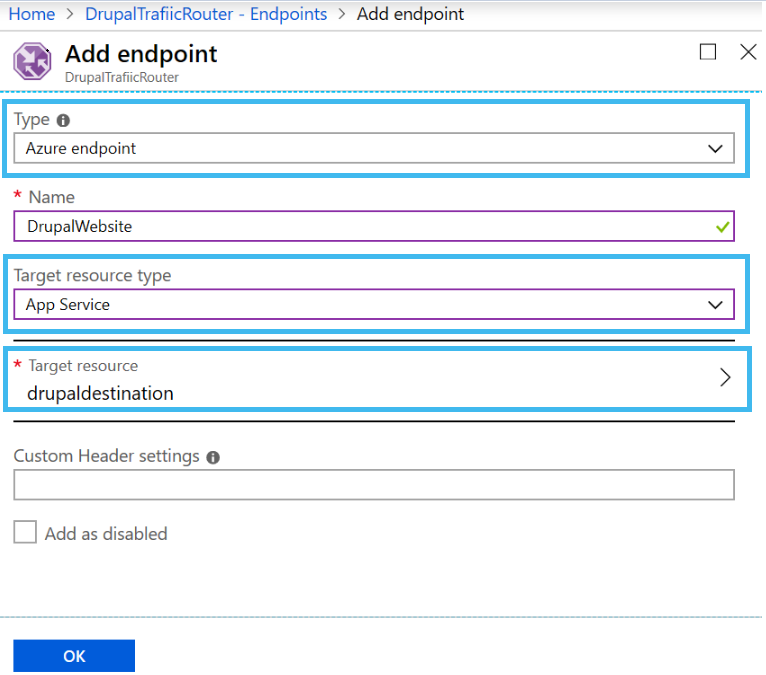 Home > DrupalTrafiicRouter - Endpoints > Add endpoint
Add endpoint
DrupalTrafiicRouter
Type
Azure endpoint
* Name
DrupalWebsite
Target resource type
App Service
* Target resource
drupaldestination
Custom Header settings
Add as disabled
OK